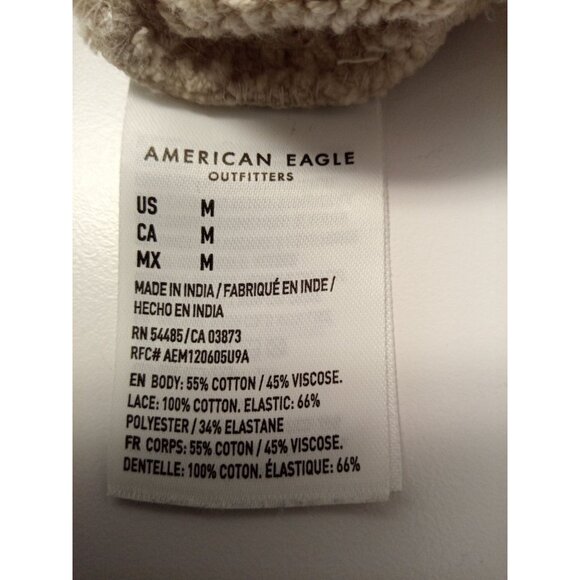 AMERICAN EAGLE
OUTFITTERS
US M
CA M
MX M
MADE IN INDIA / FABRIQUÉ EN INDE /
HECHO EN INDIA
RN 54485 / CA 03873
RFC# AEM120605U9A
EN BODY: 55% COTTON / 45% VISCOSE.
LACE: 100% COTTON. ELASTIC: 66%
POLYESTER / 34% ELASTANE
FR CORPS: 55% COTON / 45% VISCOSE.
DENTELLE: 100% COTON. ÉLASTIQUE: 66%